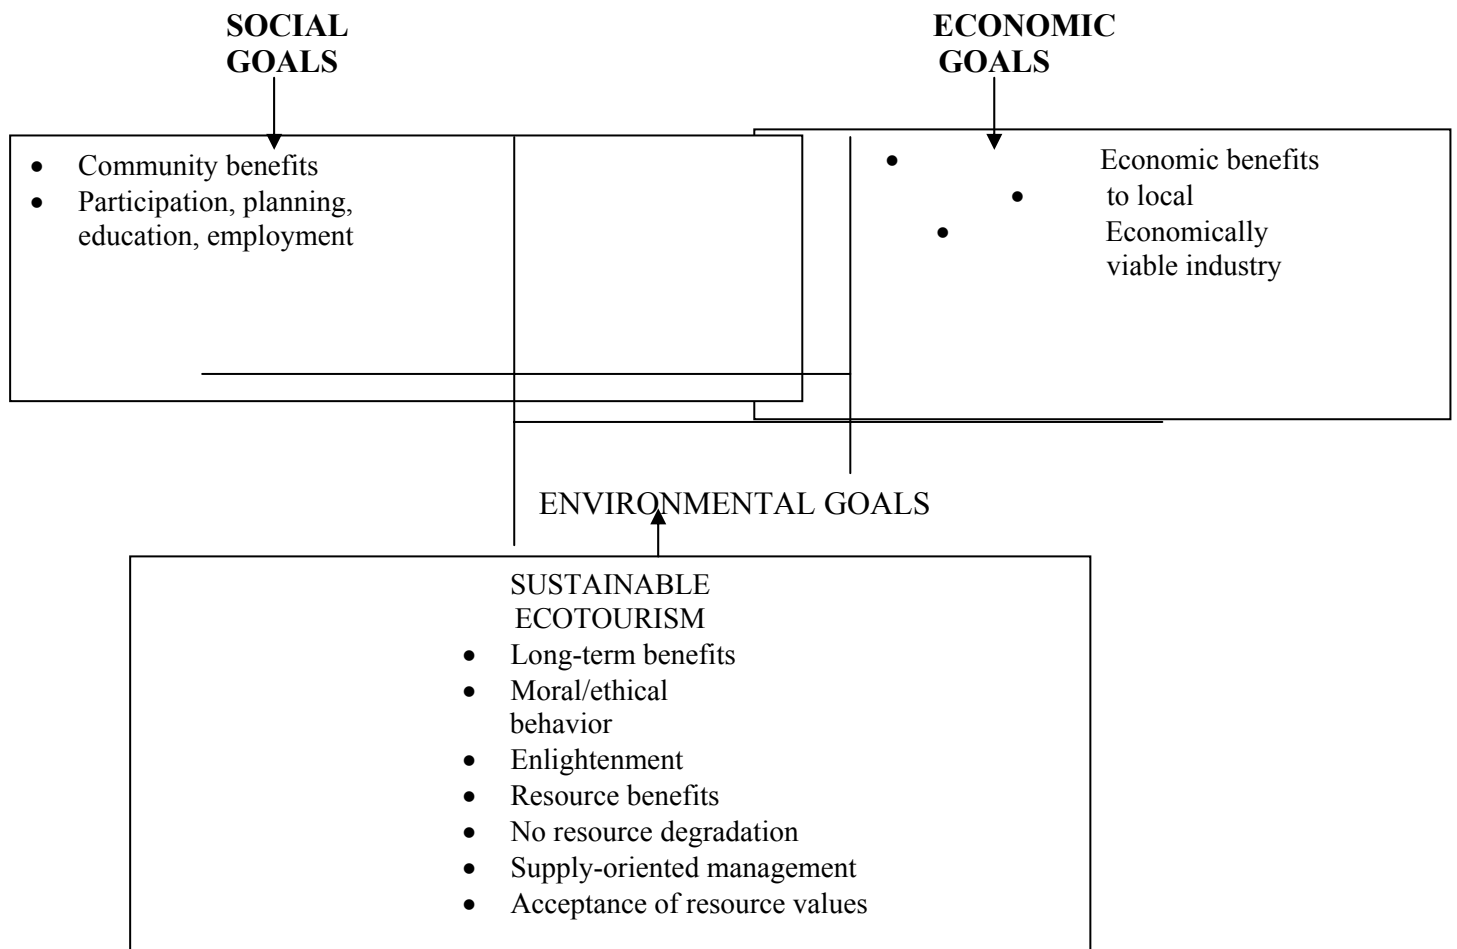 SOCIAL
GOALS
ECONOMIC
GOALS
• Community benefits
• Participation, planning,
education, employment
• Economic benefits
• to local
• Economically
viable industry
ENVIRONMENTAL GOALS
SUSTAINABLE
ECOTOURISM
• Long-term benefits
• Moral/ethical
behavior
• Enlightenment
• Resource benefits
• No resource degradation
• Supply-oriented management
• Acceptance of resource values